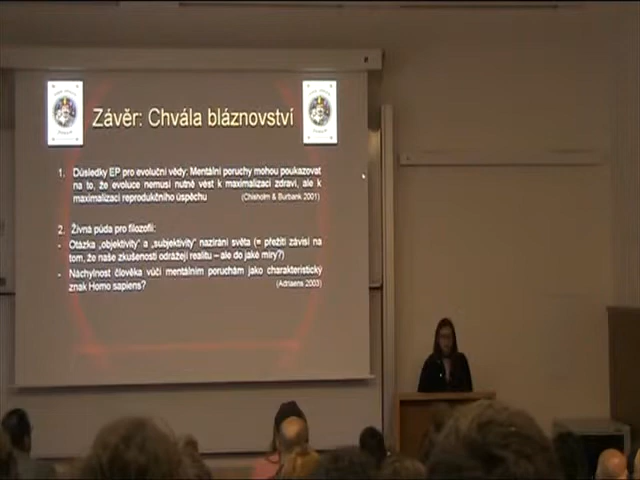 Závěr: Chvála bláznovství
1. Důsledky EP pro evoluční vědy: Mentální poruchy mohou poukazovat
na to, že evoluce nemusí nutně vést k maximalizaci zdraví, ale k
maximalizaci reprodukčního úspěchu (Chisholm & Burbank 2001)
2. Živná půda pro filozofii:
- Otázka „objektivity" a „subjektivity" nazírání světa (= přežití závisí na
tom, že naše zkušenosti odrážejí realitu – ale do jaké míry?)
- Náchylnost člověka vůči mentálním poruchám jako charakteristický
znak Homo sapiens? (Adriaens 2003)